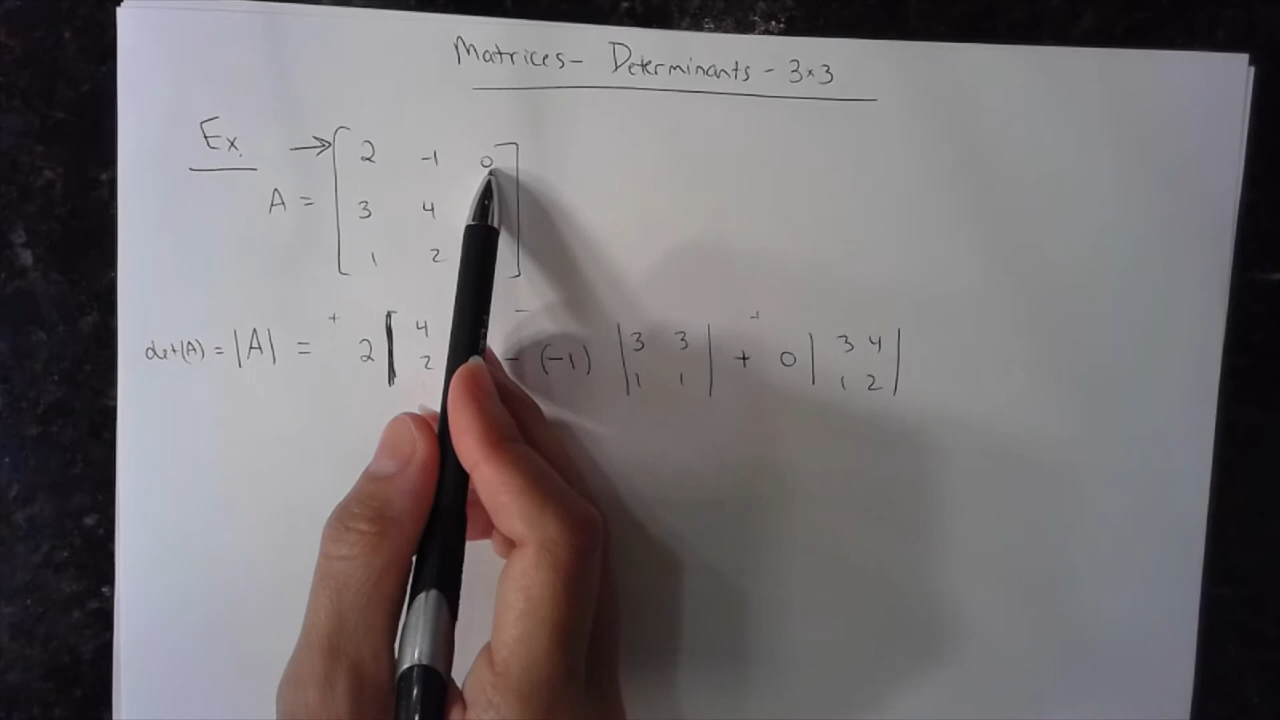 Matrices - Determinants - 3x3
Ex. → 2 -1 0
A = 3 4
1 2
+ - +
det(A) = |A| = 2 | 4 - (-1) | 3 3 | + 0 | 3 4 |
2 1 1 1 2